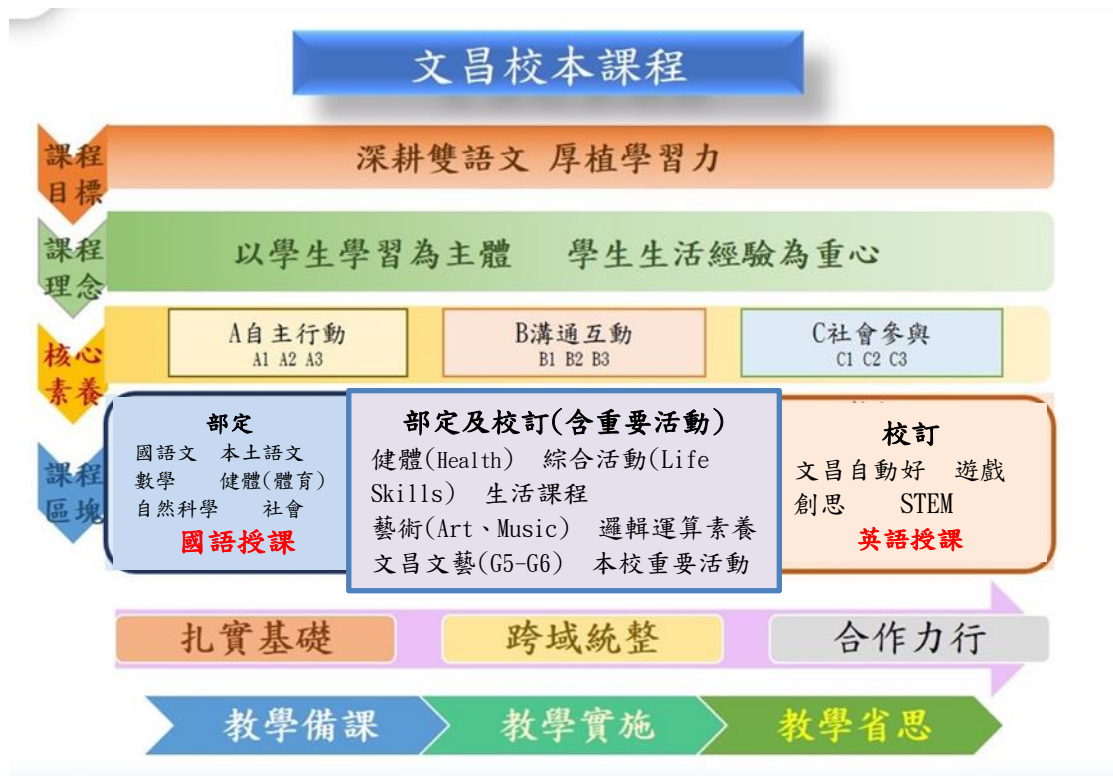 文昌校本課程
課程
目標
深耕雙語文 厚植學習力
課程
理念
以學生學習為主體 學生生活經驗為重心
核心
素養
A自主行動
A1 A2 A3
B溝通互動
B1 B2 B3
C社會參與
C1 C2 C3
課程
區塊
部定
國語文 本土語文
數學 健體(體育)
自然科學 社會
國語授課
部定及校訂(含重要活動)
健體(Health) 綜合活動(Life
Skills) 生活課程
藝術(Art、Music) 邏輯運算素養
文昌文藝(G5-G6) 本校重要活動
校訂
文昌自動好 遊戲
創思 STEM
英語授課
扎實基礎
跨域統整
合作力行
教學備課
教學實施
教學省思